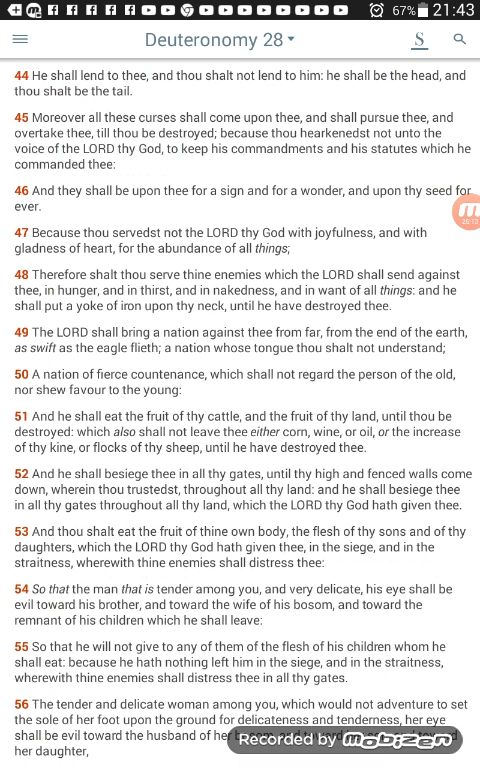 67% 21:43
Deuteronomy 28 S
44 He shall lend to thee, and thou shalt not lend to him: he shall be the head, and
thou shalt be the tail.
45 Moreover all these curses shall come upon thee, and shall pursue thee, and
overtake thee, till thou be destroyed; because thou hearkenedst not unto the
voice of the LORD thy God, to keep his commandments and his statutes which he
commanded thee:
46 And they shall be upon thee for a sign and for a wonder, and upon thy seed for
ever.
47 Because thou servedst not the LORD thy God with joyfulness, and with
gladness of heart, for the abundance of all things;
48 Therefore shalt thou serve thine enemies which the LORD shall send against
thee, in hunger, and in thirst, and in nakedness, and in want of all things: and he
shall put a yoke of iron upon thy neck, until he have destroyed thee.
49 The LORD shall bring a nation against thee from far, from the end of the earth,
as swift as the eagle flieth; a nation whose tongue thou shalt not understand;
50 A nation of fierce countenance, which shall not regard the person of the old,
nor shew favour to the young:
51 And he shall eat the fruit of thy cattle, and the fruit of thy land, until thou be
destroyed: which also shall not leave thee either corn, wine, or oil, or the increase
of thy kine, or flocks of thy sheep, until he have destroyed thee.
52 And he shall besiege thee in all thy gates, until thy high and fenced walls come
down, wherein thou trustedst, throughout all thy land: and he shall besiege thee
in all thy gates throughout all thy land, which the LORD thy God hath given thee.
53 And thou shalt eat the fruit of thine own body, the flesh of thy sons and of thy
daughters, which the LORD thy God hath given thee, in the siege, and in the
straitness, wherewith thine enemies shall distress thee:
54 So that the man that is tender among you, and very delicate, his eye shall be
evil toward his brother, and toward the wife of his bosom, and toward the
remnant of his children which he shall leave:
55 So that he will not give to any of them of the flesh of his children whom he
shall eat: because he hath nothing left him in the siege, and in the straitness,
wherewith thine enemies shall distress thee in all thy gates.
56 The tender and delicate woman among you, which would not adventure to set
the sole of her foot upon the ground for delicateness and tenderness, her eye
shall be evil toward the husband of her
her daughter,
Recorded by mobizen